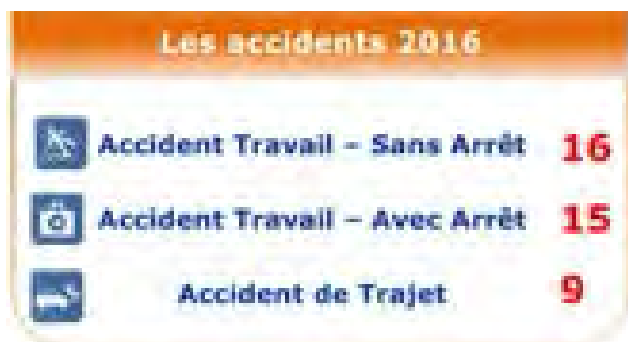 Les accidents 2016
Accident Travail – Sans Arrêt 16
Accident Travail – Avec Arrêt 15
Accident de Trajet 9